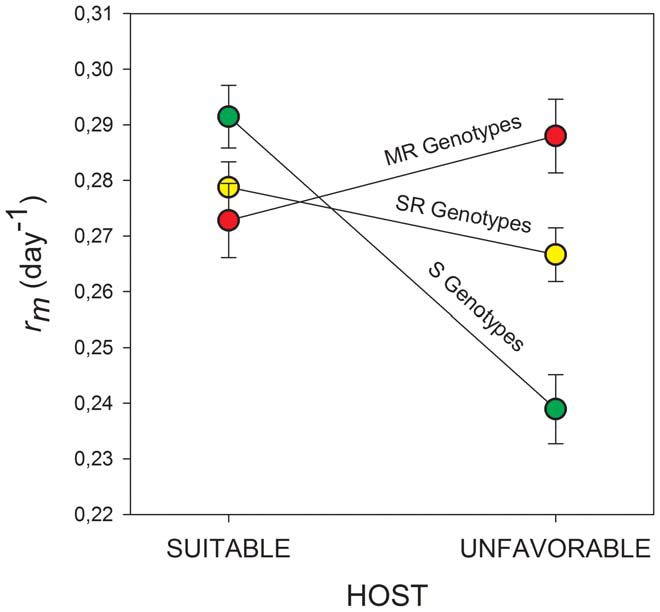 0,31
0,30
0,29
0,28
0,27
0,26
0,25
0,24
0,23
0,22
rm (day-1)
MR Genotypes
SR Genotypes
S Genotypes
SUITABLE
UNFAVORABLE
HOST